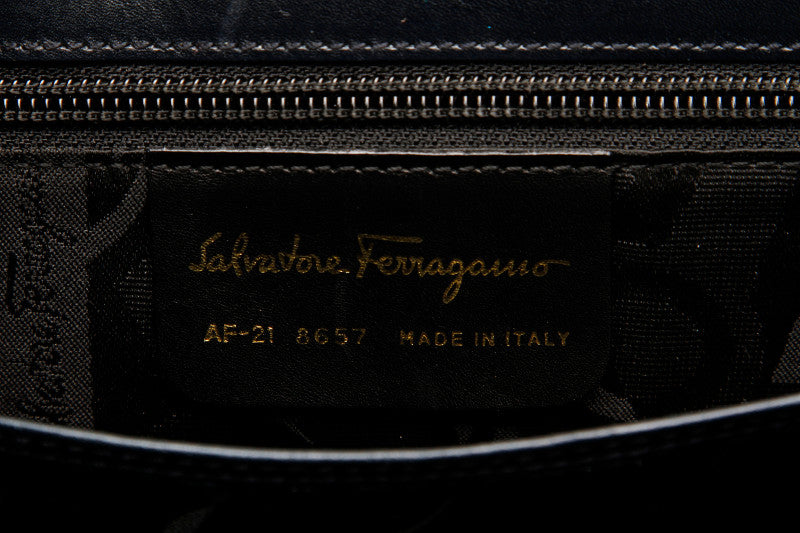 Salvatore Ferragamo
AF-21 8657 MADE IN ITALY